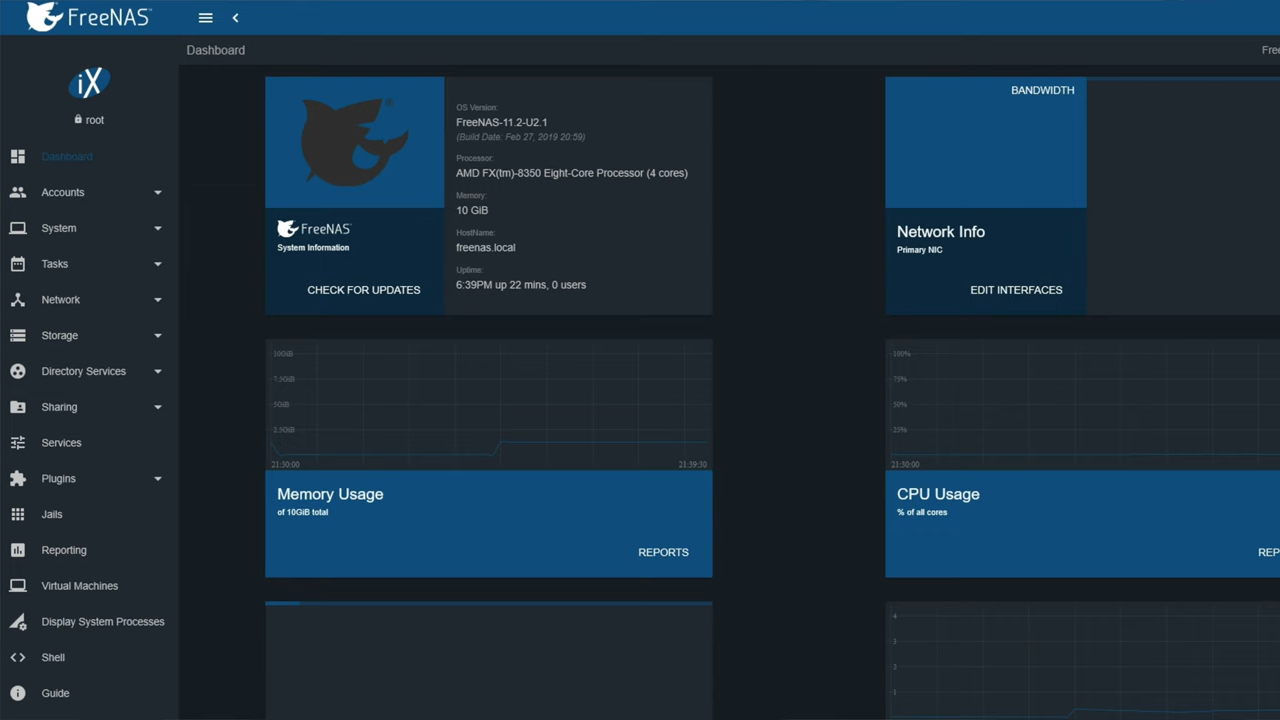 FreeNAS
Dashboard
Free
iX
root
Dashboard
Accounts
System
Tasks
Network
Storage
Directory Services
Sharing
Services
Plugins
Jails
Reporting
Virtual Machines
Display System Processes
Shell
Guide
FreeNAS
System Information
CHECK FOR UPDATES
OS Version:
FreeNAS-11.2-U2.1
(Build Date: Feb 27, 2019 20:59)
Processor:
AMD FX(tm)-8350 Eight-Core Processor (4 cores)
Memory:
10 GiB
HostName:
freenas.local
Uptime:
6:39PM up 22 mins, 0 users
BANDWIDTH
Network Info
Primary NIC
EDIT INTERFACES
10GiB
7.5GiB
5GiB
2.5GiB
21:30:00
21:39:30
Memory Usage
of 10GiB total
REPORTS
100%
75%
50%
25%
21:30:00
CPU Usage
% of all cores
REP
4
3
2
1